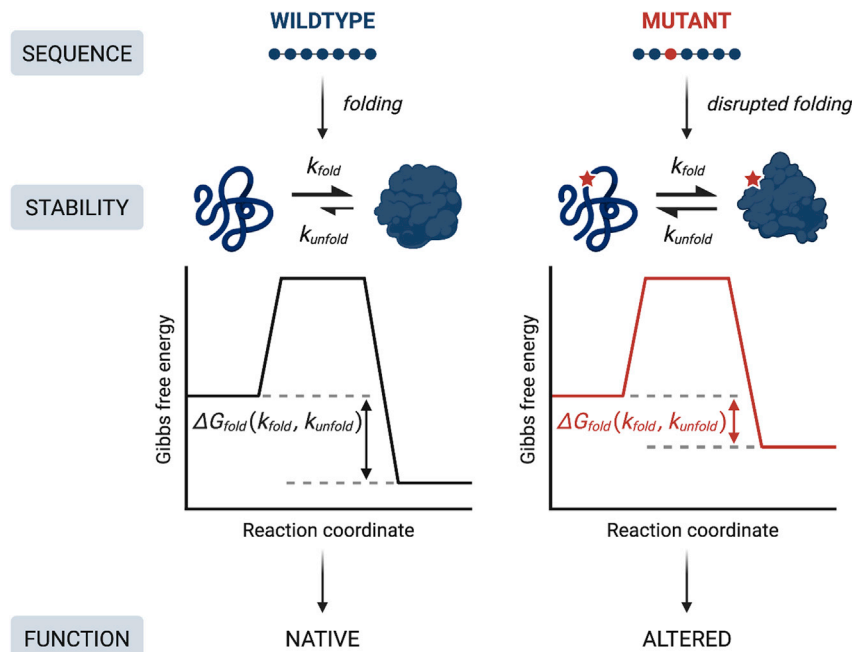 WILDTYPE
MUTANT
SEQUENCE
folding
disrupted folding
k_fold
k_fold
STABILITY
k_unfold
k_unfold
Gibbs free energy
ΔG_fold(k_fold, k_unfold)
Reaction coordinate
Gibbs free energy
ΔG_fold(k_fold, k_unfold)
Reaction coordinate
FUNCTION
NATIVE
ALTERED